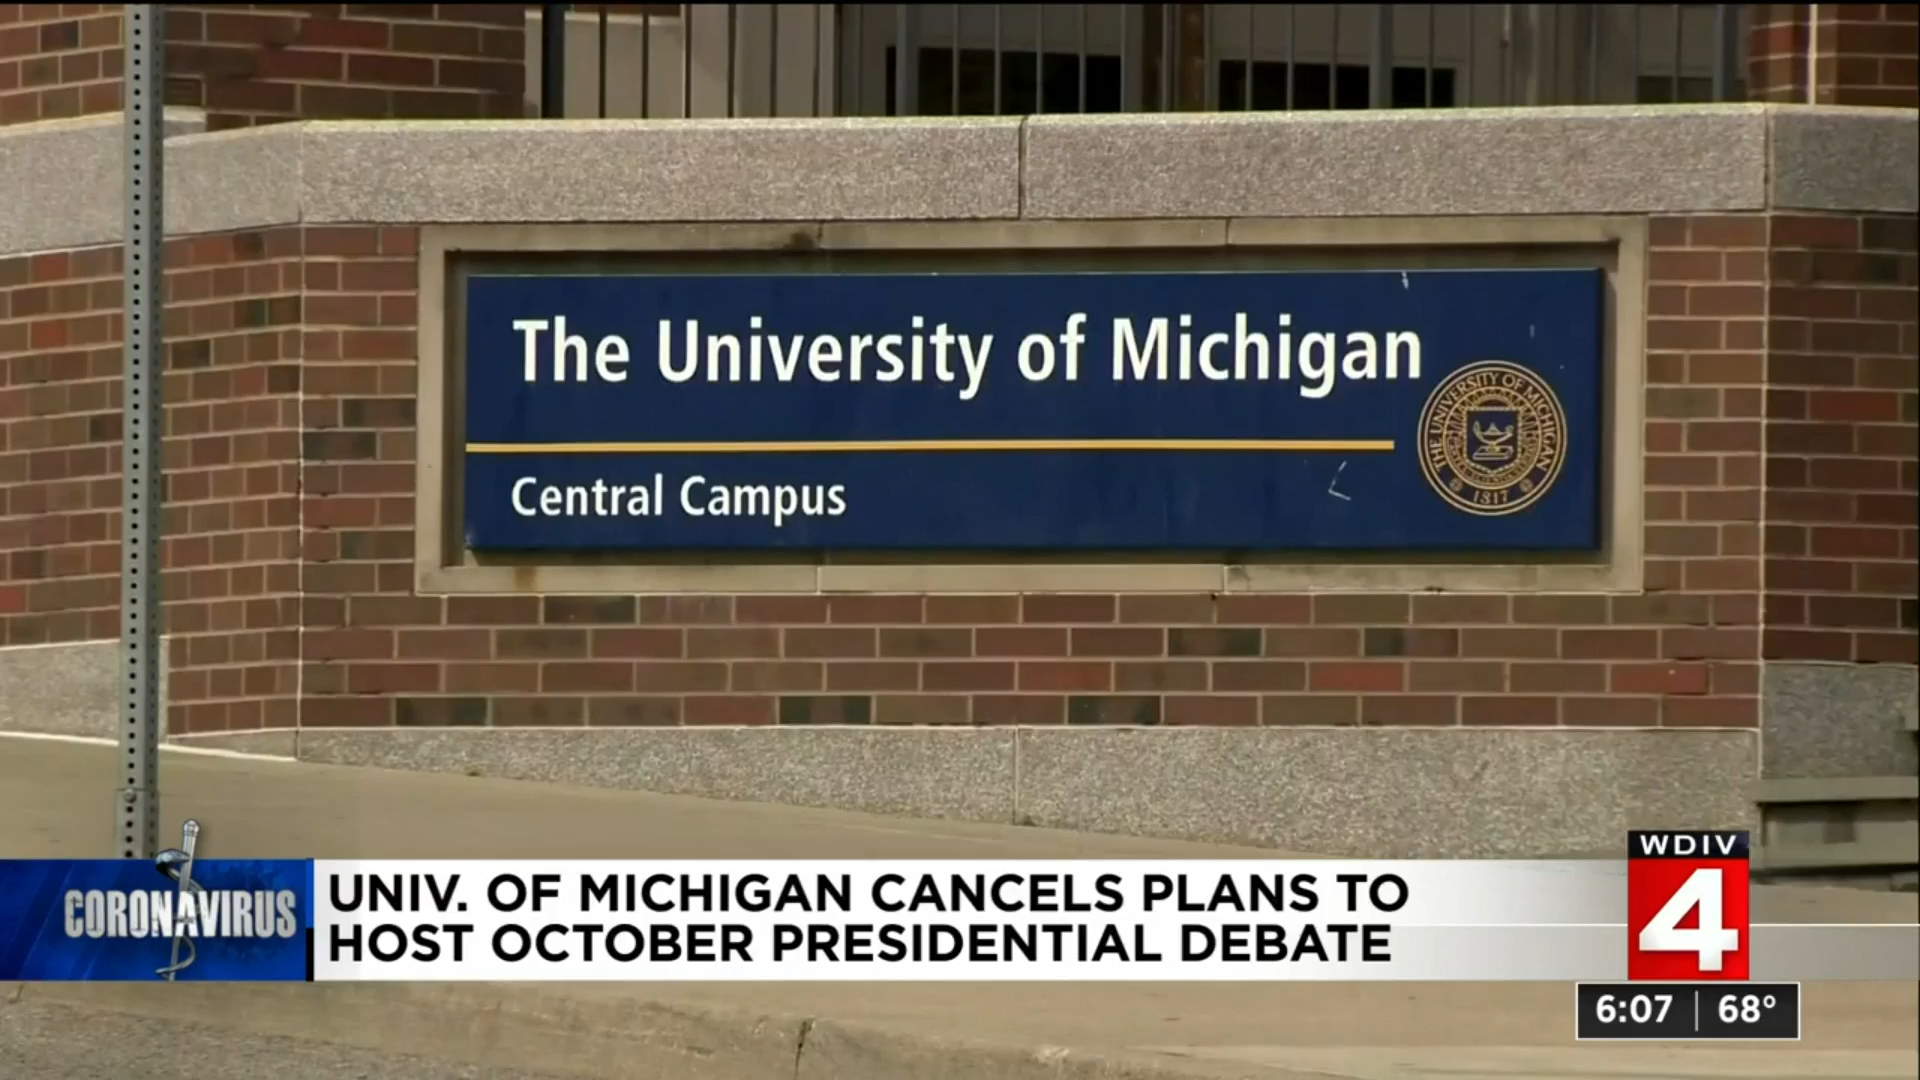 The University of Michigan
Central Campus
THE UNIVERSITY OF MICHIGAN
1817
WDIV
4
CORONAVIRUS
UNIV. OF MICHIGAN CANCELS PLANS TO
HOST OCTOBER PRESIDENTIAL DEBATE
6:07 68°